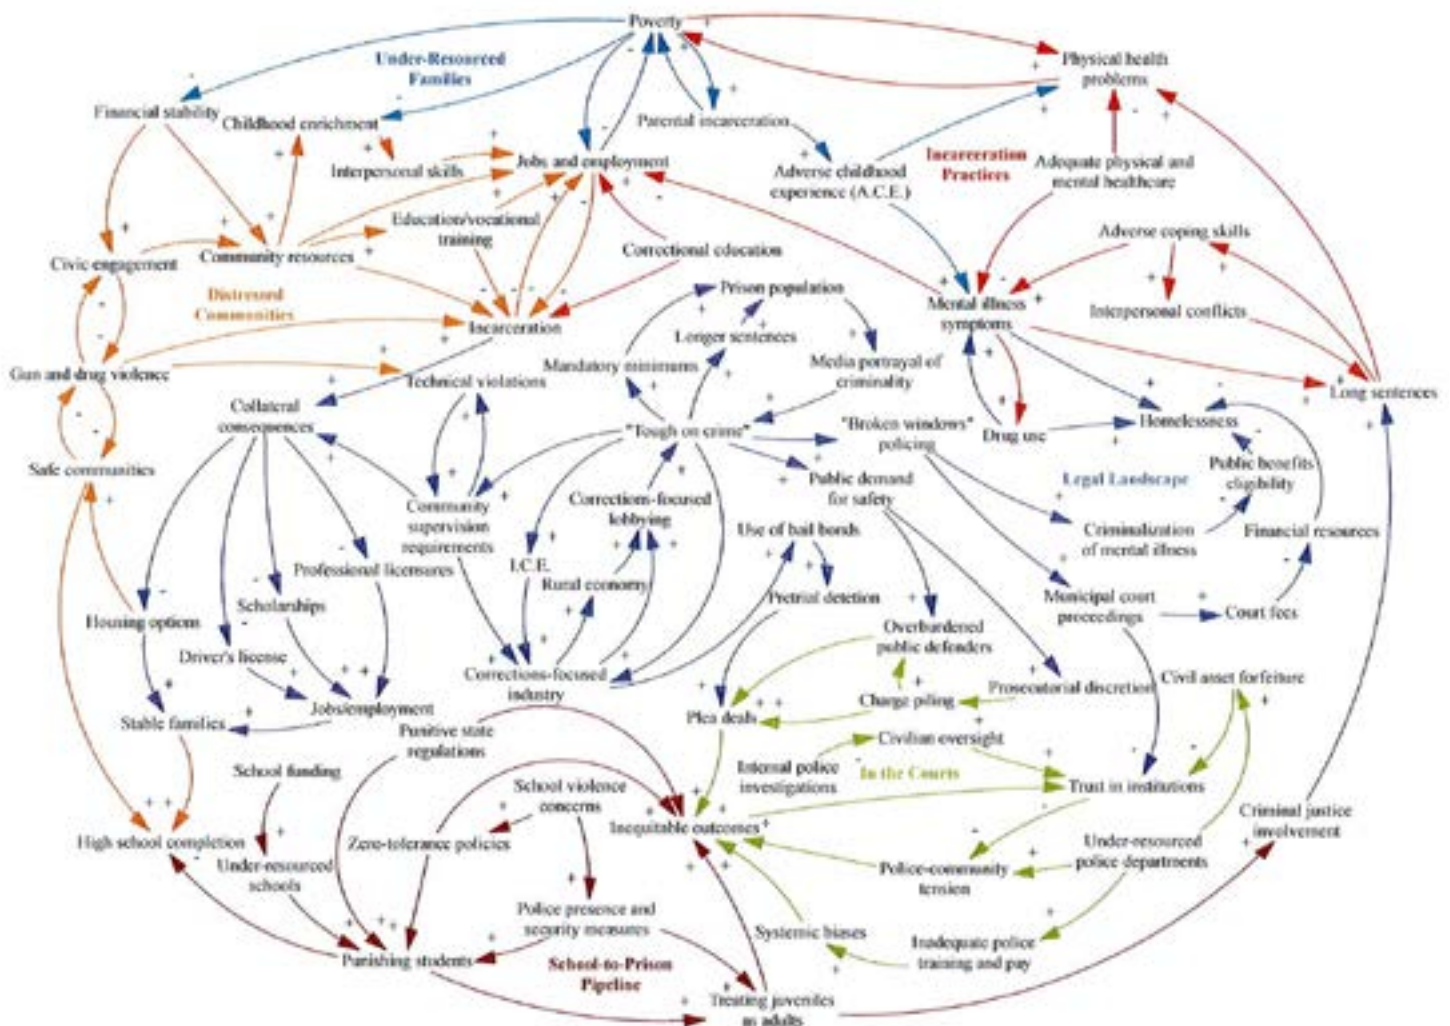 Poverty
Under-Resourced
Families
Physical health
problems
Financial stability
Childhood enrichment
Parental incarceration
Interpersonal skills
Jobs and employment
Adverse childhood
experience (A.C.E.)
Incarceration
Practices
Adequate physical and
mental healthcare
Education/vocational
training
Correctional education
Adverse coping skills
Civic engagement
Community resources
Distressed
Communities
Prison population
Mental illness
symptoms
Interpersonal conflicts
Incarceration
Longer sentences
Mandatory minimums
Media portrayal of
criminality
Gun and drug violence
Technical violations
Long sentences
Collateral
consequences
"Tough on crime"
"Broken windows"
policing
Drug use
Homelessness
Safe communities
Public demand
for safety
Legal Landscape
Public benefits
eligibility
Community
supervision
requirements
Corrections-focused
lobbying
Use of bail bonds
Criminalization
of mental illness
Financial resources
Professional licensures
I.C.E.
Rural economy
Pretrial detetion
Housing options
Scholarships
Municipal court
proceedings
Court fees
Driver's license
Overburdened
public defenders
Corrections-focused
industry
Prosecutorial discretion
Civil asset forfeiture
Stable families
Jobs/employment
Punitive state
regulations
Plea deals
Charge piling
Civilian oversight
School funding
School violence
concerns
Internal police
investigations
In the Courts
Trust in institutions
High school completion
Zero-tolerance policies
Inequitable outcomes
Criminal justice
involvement
Under-resourced
schools
Police-community
tension
Under-resourced
police departments
Police presence and
security measures
Systemic biases
Inadequate police
training and pay
Punishing students
School-to-Prison
Pipeline
Treating juveniles
as adults